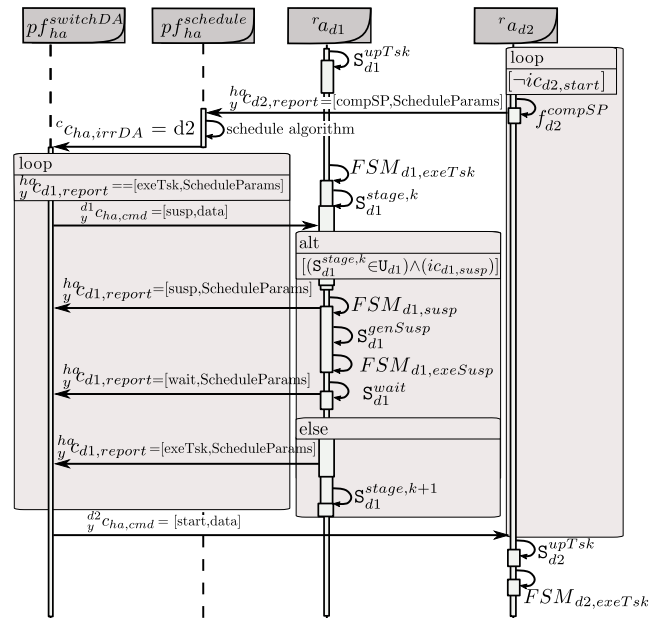 pf_{ha}^{switchDA} pf_{ha}^{schedule} ^{r}a_{d1} ^{r}a_{d2}
S_{d1}^{upTsk}
loop
[¬ic_{d2,start}]
^{ha}_{y}c_{d2,report}=[compSP,ScheduleParams]
f_{d2}^{compSP}
^{c}c_{ha,irrDA} = d2
schedule algorithm
loop
^{ha}_{y}c_{d1,report}==[exeTsk,ScheduleParams]
FSM_{d1,exeTsk}
S_{d1}^{stage,k}
^{d1}_{y}c_{ha,cmd}=[susp,data]
alt
[(S_{d1}^{stage,k}∈U_{d1})∧(ic_{d1,susp})]
^{ha}_{y}c_{d1,report}=[susp,ScheduleParams]
FSM_{d1,susp}
S_{d1}^{genSusp}
FSM_{d1,exeSusp}
^{ha}_{y}c_{d1,report}=[wait,ScheduleParams]
S_{d1}^{wait}
else
^{ha}_{y}c_{d1,report}=[exeTsk,ScheduleParams]
S_{d1}^{stage,k+1}
^{d2}_{y}c_{ha,cmd}= [start,data]
S_{d2}^{upTsk}
FSM_{d2,exeTsk}